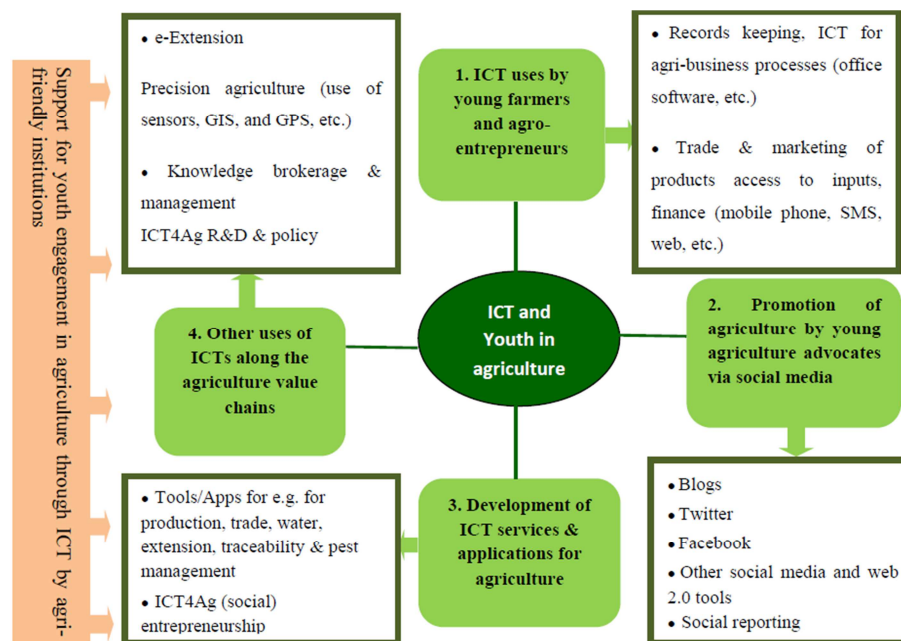 Support for youth engagement in agriculture through ICT by agri-
friendly institutions
• e-Extension
Precision agriculture (use of
sensors, GIS, and GPS, etc.)
• Knowledge brokerage &
management
ICT4Ag R&D & policy
1. ICT uses by
young farmers
and agro-
entrepreneurs
• Records keeping, ICT for
agri-business processes (office
software, etc.)
• Trade & marketing of
products access to inputs,
finance (mobile phone, SMS,
web, etc.)
4. Other uses of
ICTs along the
agriculture value
chains
ICT and
Youth in
agriculture
2. Promotion of
agriculture by young
agriculture advocates
via social media
• Tools/Apps for e.g. for
production, trade, water,
extension, traceability & pest
management
• ICT4Ag (social)
entrepreneurship
3. Development of
ICT services &
applications for
agriculture
• Blogs
• Twitter
• Facebook
• Other social media and web
2.0 tools
• Social reporting